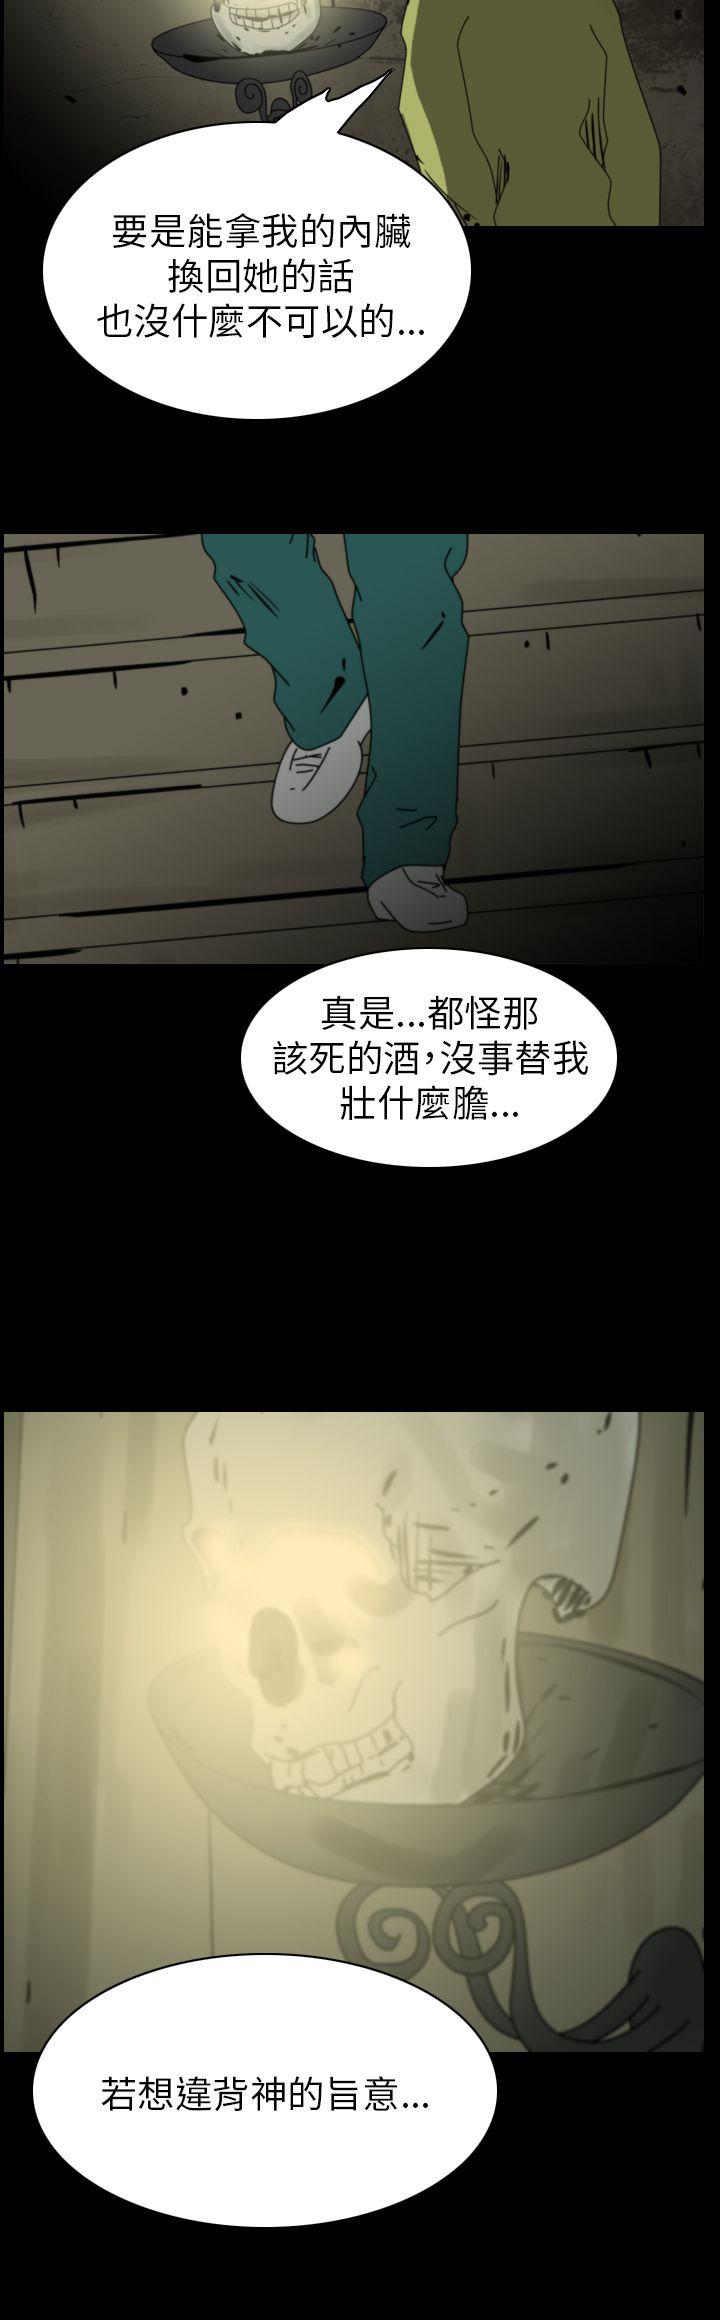 要是能拿我的內臟
換回她的話
也沒什麼不可以的...
真是...都怪那
該死的酒,沒事替我
壯什麼膽...
若想違背神的旨意...